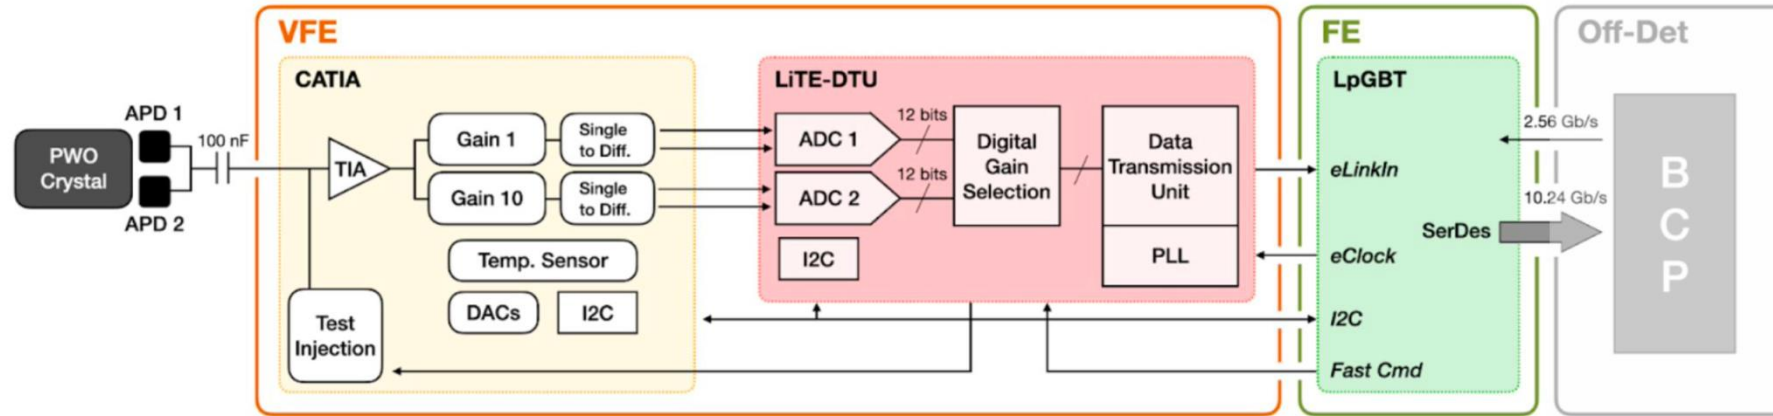 VFE
FE
Off-Det
CATIA
LiTE-DTU
LpGBT
PWO
Crystal
APD 1
APD 2
100 nF
TIA
Gain 1
Single
to Diff.
Gain 10
Single
to Diff.
Temp. Sensor
DACs
I2C
Test
Injection
ADC 1
12 bits
ADC 2
12 bits
I2C
Digital
Gain
Selection
Data
Transmission
Unit
PLL
eLinkIn
SerDes
eClock
I2C
Fast Cmd
2.56 Gb/s
10.24 Gb/s
B
C
P